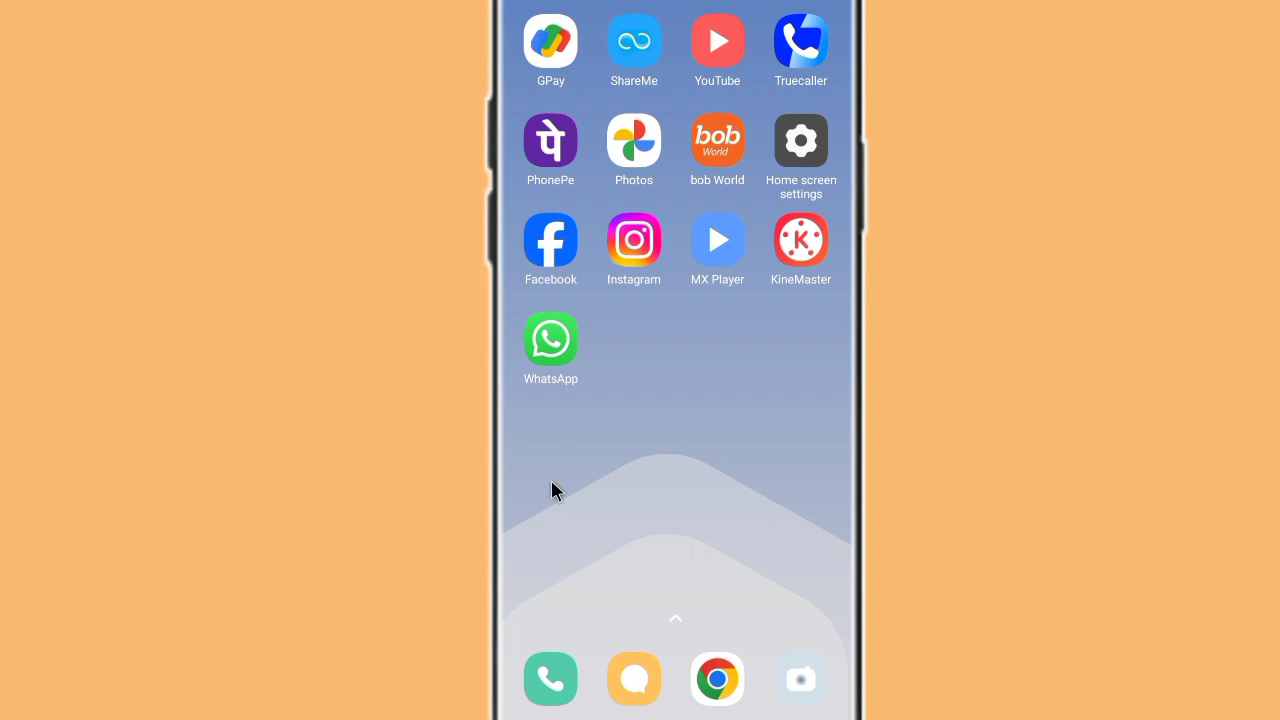 GPay
ShareMe
YouTube
Truecaller
पे
bob
World
PhonePe
Photos
bob World
Home screen
settings
K
Facebook
Instagram
MX Player
KineMaster
WhatsApp